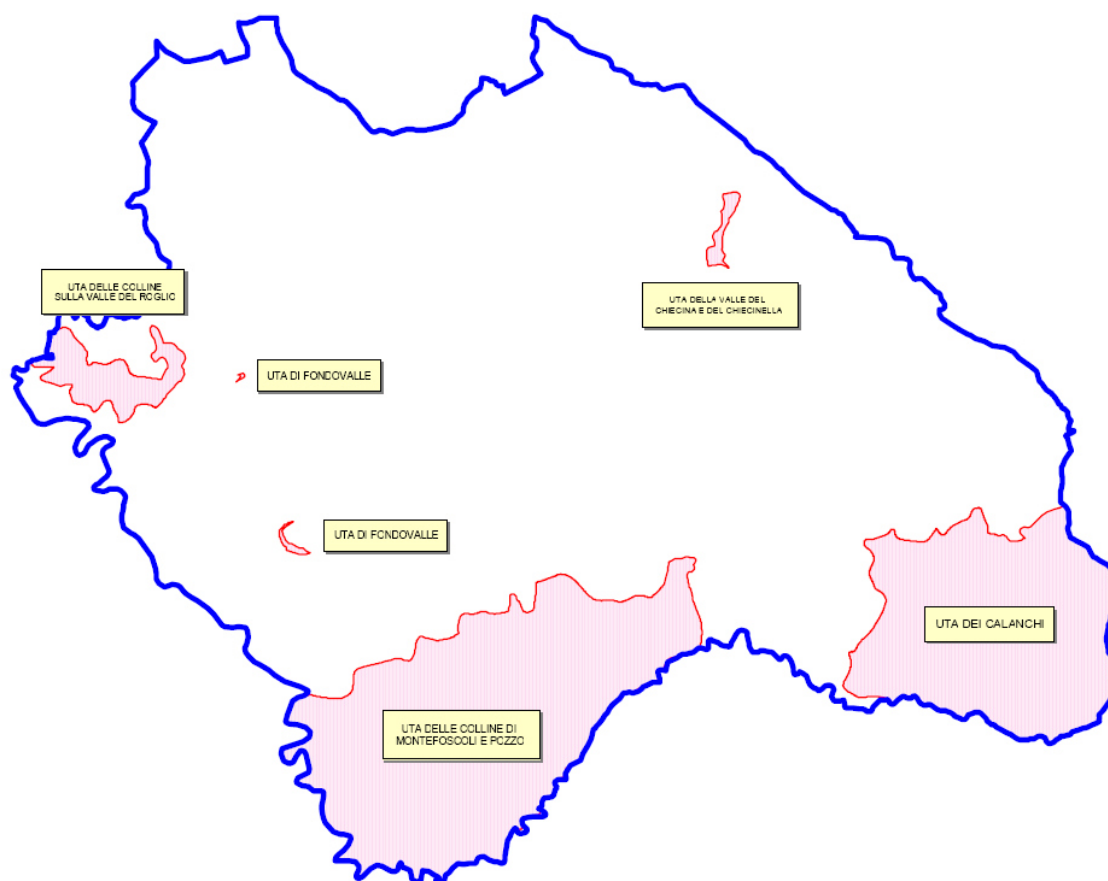 UTA DELLE COLLINE
SULLA VALLE DEL ROGLIO
UTA DELLA VALLE DEL
CHIECINA E DEL CHIECINELLA
UTA DI FONDOVALLE
UTA DI FONDOVALLE
UTA DEI CALANCHI
UTA DELLE COLLINE DI
MONTEFOSCOLI E POZZO